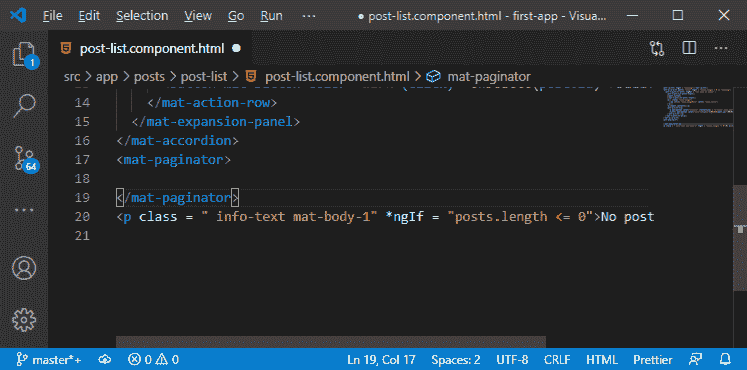 File Edit Selection View Go Run ... ● post-list.component.html - first-app - Visua...
post-list.component.html ●
src > app > posts > post-list > post-list.component.html > mat-paginator
14 </mat-action-row>
15 </mat-expansion-panel>
16 </mat-accordion>
17 <mat-paginator>
18
19 </mat-paginator>
20 <p class = " info-text mat-body-1" *ngIf = "posts.length <= 0">No post
21
1
64
master*+ 0 0 Ln 19, Col 17 Spaces: 2 UTF-8 CRLF HTML Prettier